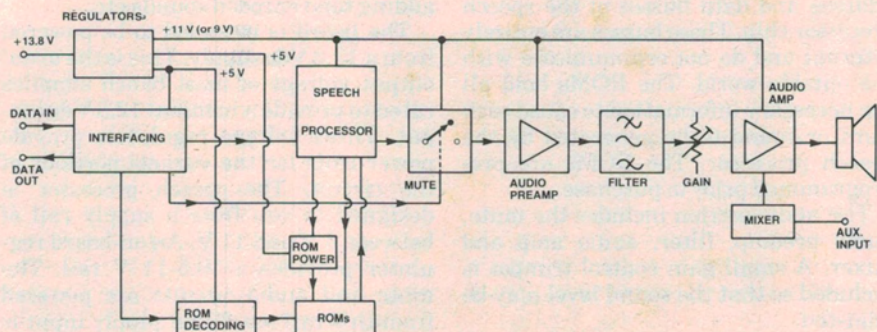 REGULATORS
+11 V (or 9 V)
+13.8 V
+5 V
+5 V
DATA IN
DATA OUT
INTERFACING
SPEECH PROCESSOR
MUTE
AUDIO PREAMP
FILTER
GAIN
AUDIO AMP
MIXER
AUX. INPUT
ROM POWER
ROM DECODING
ROMs